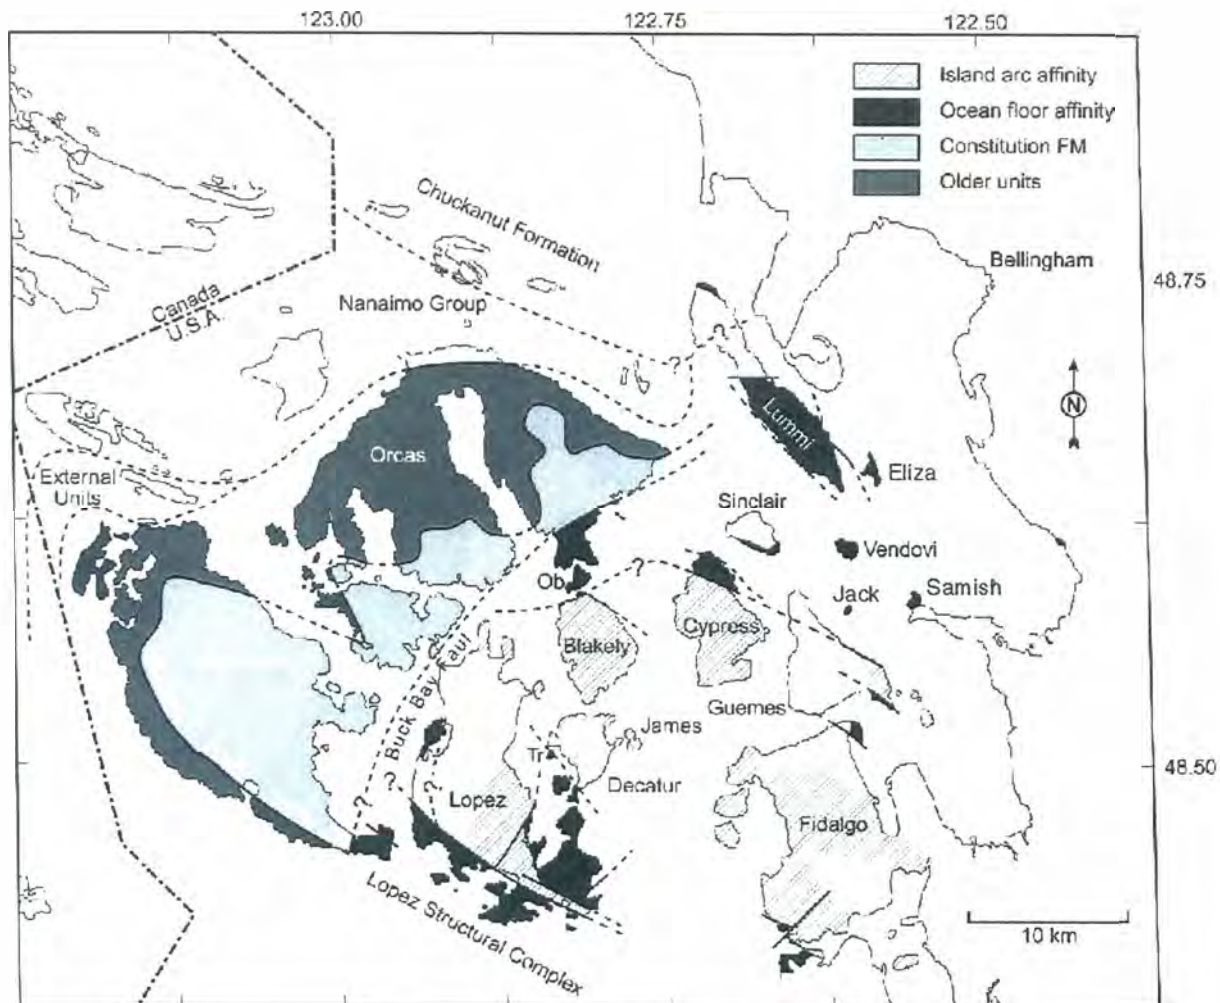 123.00
122.75
122.50
Island arc affinity
Ocean floor affinity
Constitution FM
Older units
Chuckanut Formation
Bellingham
48.75
Canada
U.S.A.
Nanaimo Group
?
N
Lummi
Orcas
External
Units
Eliza
Sinclair
Vendovi
Ob
?
Jack
Samish
Blakely
Cypress
Buck Bay Faul
Guemes
James
Tr
48.50
?
?
?
Decatur
Lopez
Fidalgo
Lopez Structural Complex
10 km